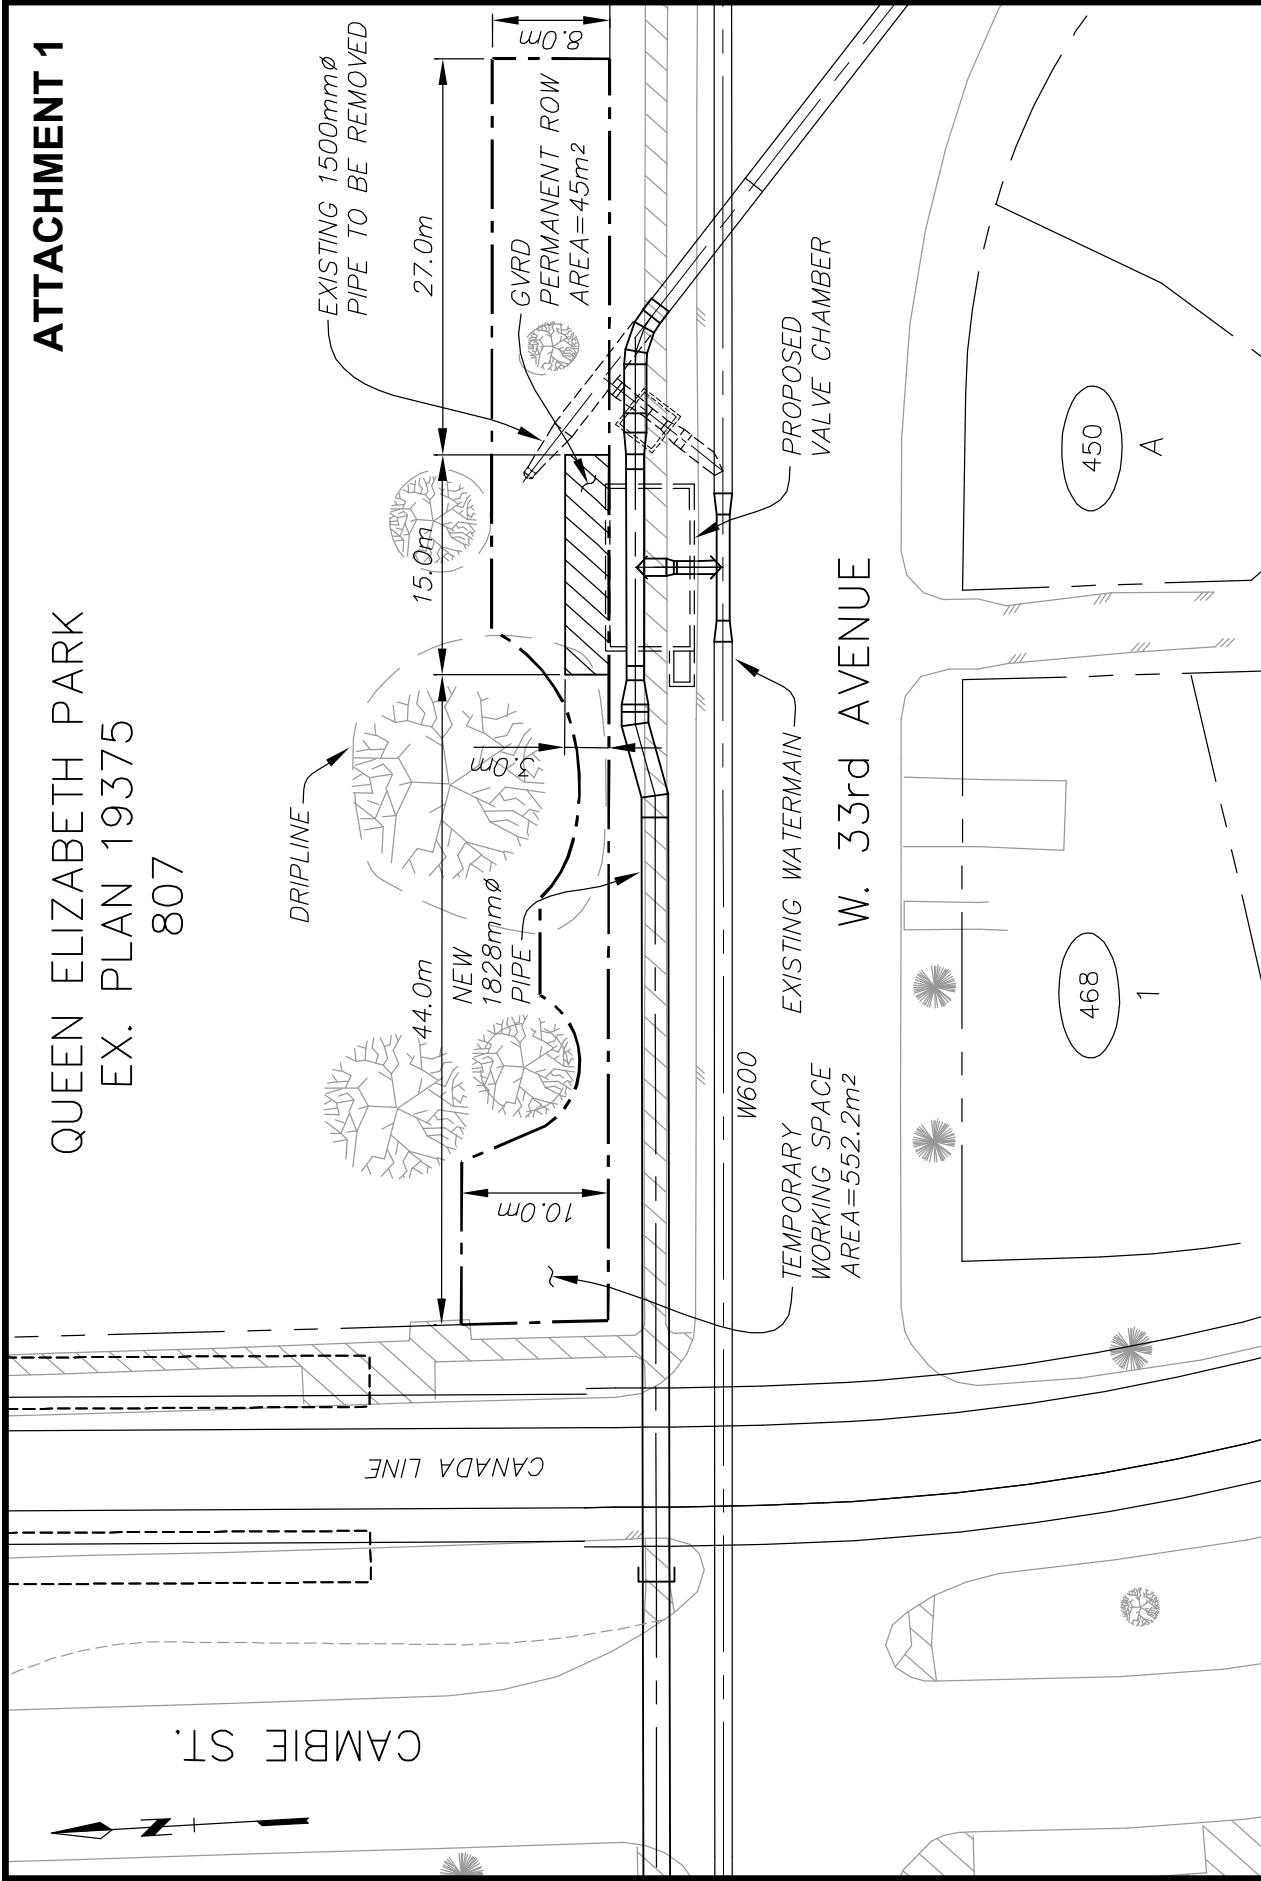 ATTACHMENT 1
QUEEN ELIZABETH PARK
EX. PLAN 19375
807
EXISTING 1500mmø
PIPE TO BE REMOVED
8.0m
27.0m
GVRD
PERMANENT ROW
AREA=45m²
15.0m
DRIPLINE
3.0m
44.0m
NEW
1828mmø
PIPE
10.0m
PROPOSED
VALVE CHAMBER
EXISTING WATERMAIN
W. 33rd AVENUE
W600
TEMPORARY
WORKING SPACE
AREA=552.2m²
450
A
468
1
CANADA LINE
CAMBIE ST.
N